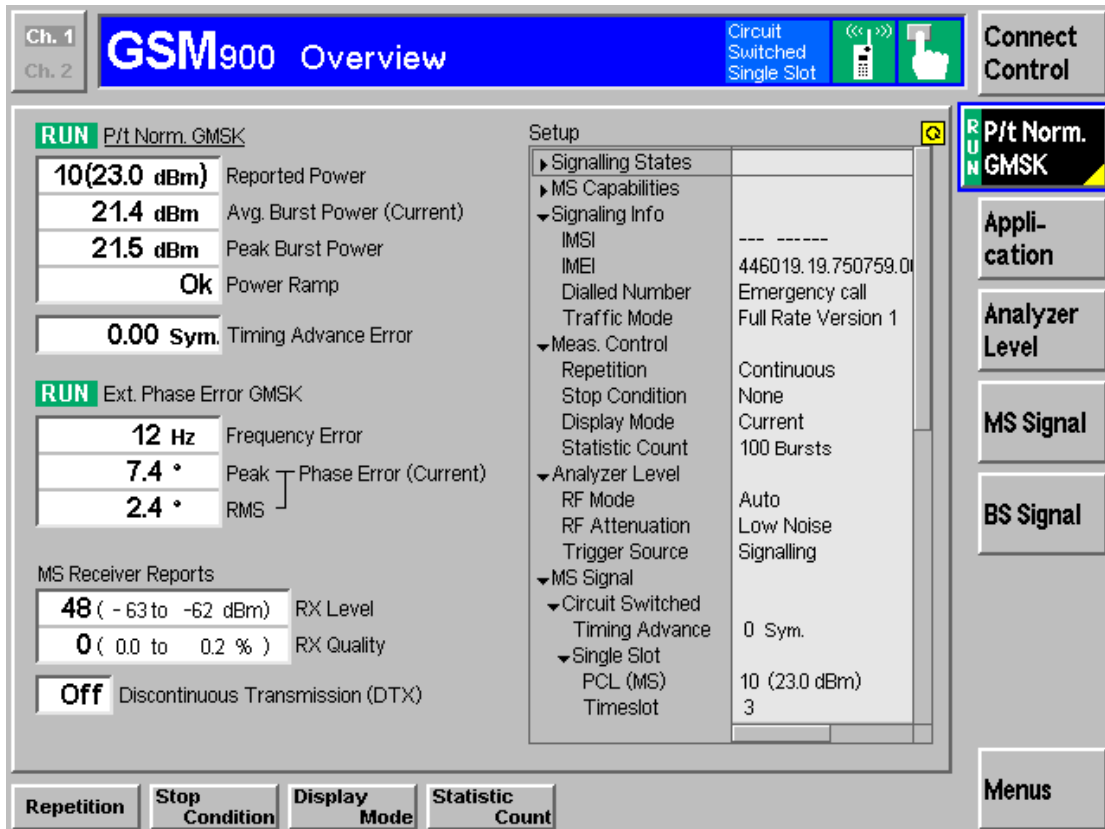 Ch. 1
Ch. 2
GSM900 Overview
Circuit
Switched
Single Slot
Connect
Control
RUN P/t Norm. GMSK
10(23.0 dBm) Reported Power
21.4 dBm Avg. Burst Power (Current)
21.5 dBm Peak Burst Power
Ok Power Ramp
0.00 Sym. Timing Advance Error
RUN Ext. Phase Error GMSK
12 Hz Frequency Error
7.4 ° Peak Phase Error (Current)
2.4 ° RMS
MS Receiver Reports
48 ( - 63 to -62 dBm) RX Level
0 ( 0.0 to 0.2 % ) RX Quality
Off Discontinuous Transmission (DTX)
Setup
Signalling States
MS Capabilities
Signaling Info
IMSI --- ------
IMEI 446019.19.750759.0
Dialled Number Emergency call
Traffic Mode Full Rate Version 1
Meas. Control
Repetition Continuous
Stop Condition None
Display Mode Current
Statistic Count 100 Bursts
Analyzer Level
RF Mode Auto
RF Attenuation Low Noise
Trigger Source Signalling
MS Signal
Circuit Switched
Timing Advance 0 Sym.
Single Slot
PCL (MS) 10 (23.0 dBm)
Timeslot 3
RUN
P/t Norm.
GMSK
Appli-
cation
Analyzer
Level
MS Signal
BS Signal
Menus
Repetition
Stop
Condition
Display
Mode
Statistic
Count